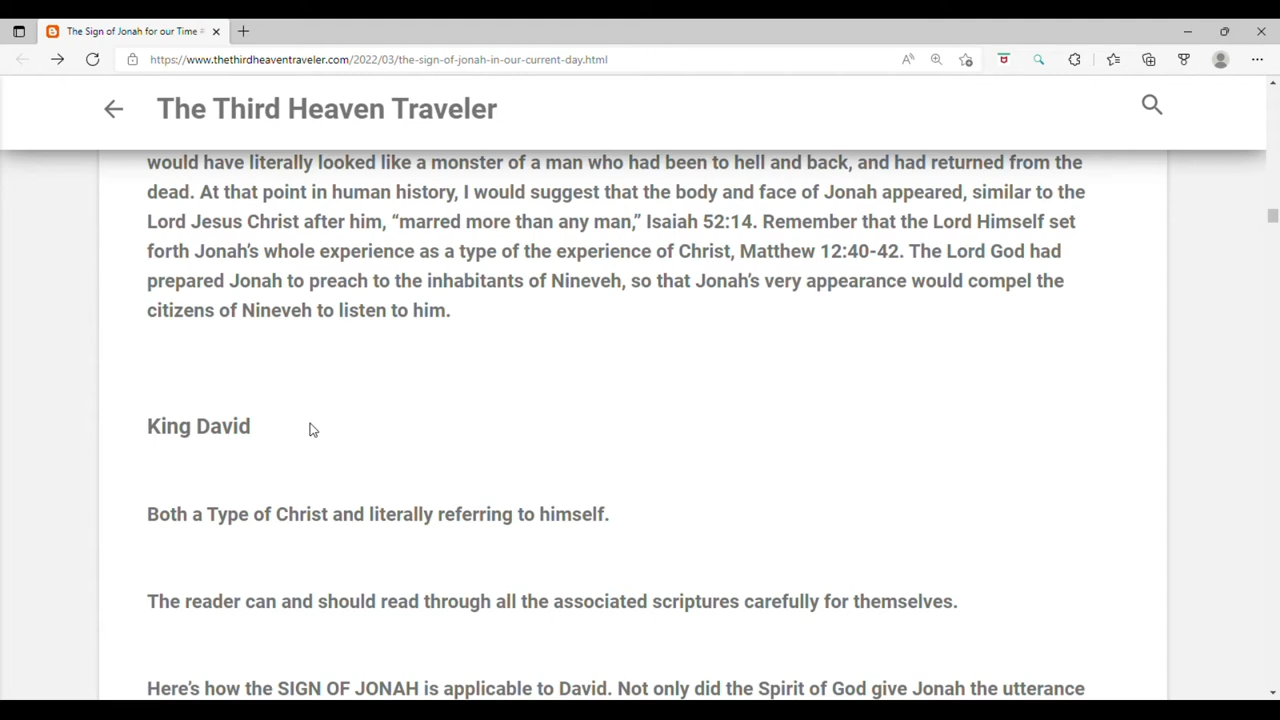 The Sign of Jonah for our Time
https://www.thethirdheaventraveler.com/2022/03/the-sign-of-jonah-in-our-current-day.html
The Third Heaven Traveler
would have literally looked like a monster of a man who had been to hell and back, and had returned from the
dead. At that point in human history, I would suggest that the body and face of Jonah appeared, similar to the
Lord Jesus Christ after him, “marred more than any man,” Isaiah 52:14. Remember that the Lord Himself set
forth Jonah’s whole experience as a type of the experience of Christ, Matthew 12:40-42. The Lord God had
prepared Jonah to preach to the inhabitants of Nineveh, so that Jonah’s very appearance would compel the
citizens of Nineveh to listen to him.
King David
Both a Type of Christ and literally referring to himself.
The reader can and should read through all the associated scriptures carefully for themselves.
Here’s how the SIGN OF JONAH is applicable to David. Not only did the Spirit of God give Jonah the utterance